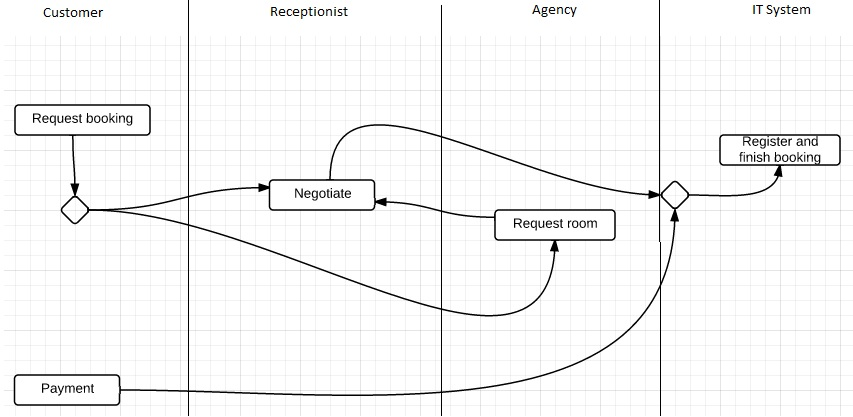 Customer
Receptionist
Agency
IT System
Request booking
Register and
finish booking
Negotiate
Request room
Payment